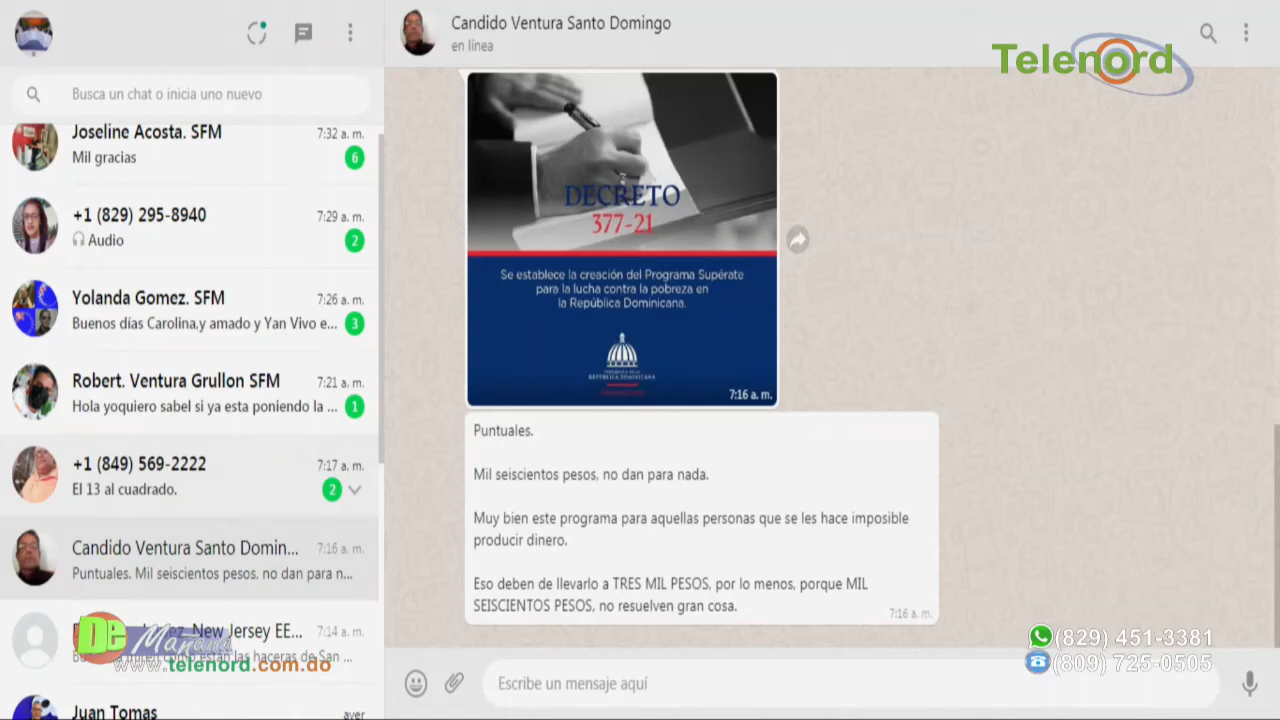 Busca un chat o inicia uno nuevo
Joseline Acosta. SFM
7:32 a. m.
Mil gracias
6
+1 (829) 295-8940
7:29 a. m.
Audio
2
Yolanda Gomez. SFM
7:26 a. m.
Buenos días Carolina,y amado y Yan Vivo e...
3
Robert. Ventura Grullon SFM
7:21 a. m.
Hola yoquiero sabel si ya esta poniendo la ...
1
+1 (849) 569-2222
7:17 a. m.
El 13 al cuadrado.
2
Candido Ventura Santo Domin...
7:16 a. m.
Puntuales. Mil seiscientos pesos, no dan para n...
New Jersey EE...
7:14 a. m.
De Mañana
www.telenord.com.do
Juan Tomas
ayer
Candido Ventura Santo Domingo
en línea
Telenord
DECRETO
377-21
Se establece la creación del Programa Supérate
para la lucha contra la pobreza en
la República Dominicana.
REPÚBLICA DOMINICANA
7:16 a. m.
Puntuales.
Mil seiscientos pesos, no dan para nada.
Muy bien este programa para aquellas personas que se les hace imposible
producir dinero.
Eso deben de llevarlo a TRES MIL PESOS, por lo menos, porque MIL
SEISCIENTOS PESOS, no resuelven gran cosa.
7:16 a. m.
(829) 451-3381
(809) 725-0505
Escribe un mensaje aquí